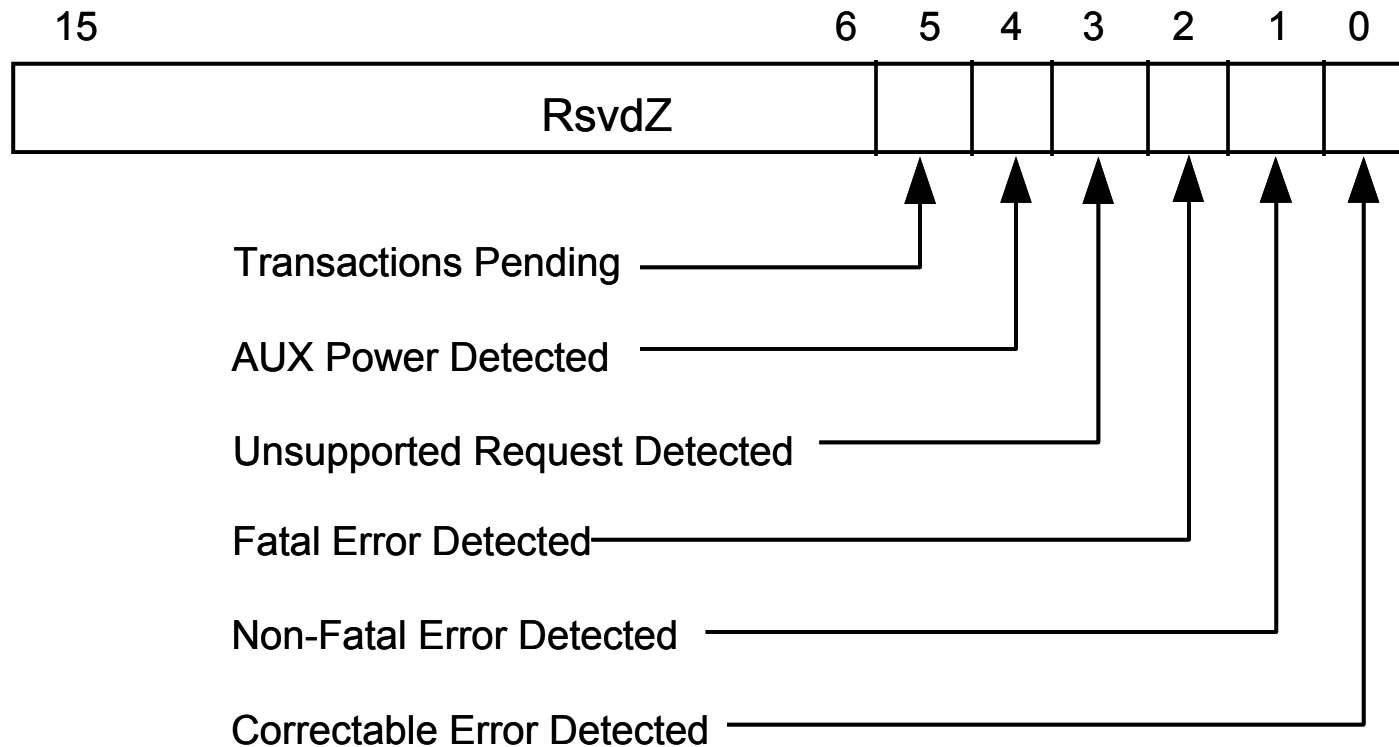 15 6 5 4 3 2 1 0
RsvdZ
Transactions Pending
AUX Power Detected
Unsupported Request Detected
Fatal Error Detected
Non-Fatal Error Detected
Correctable Error Detected